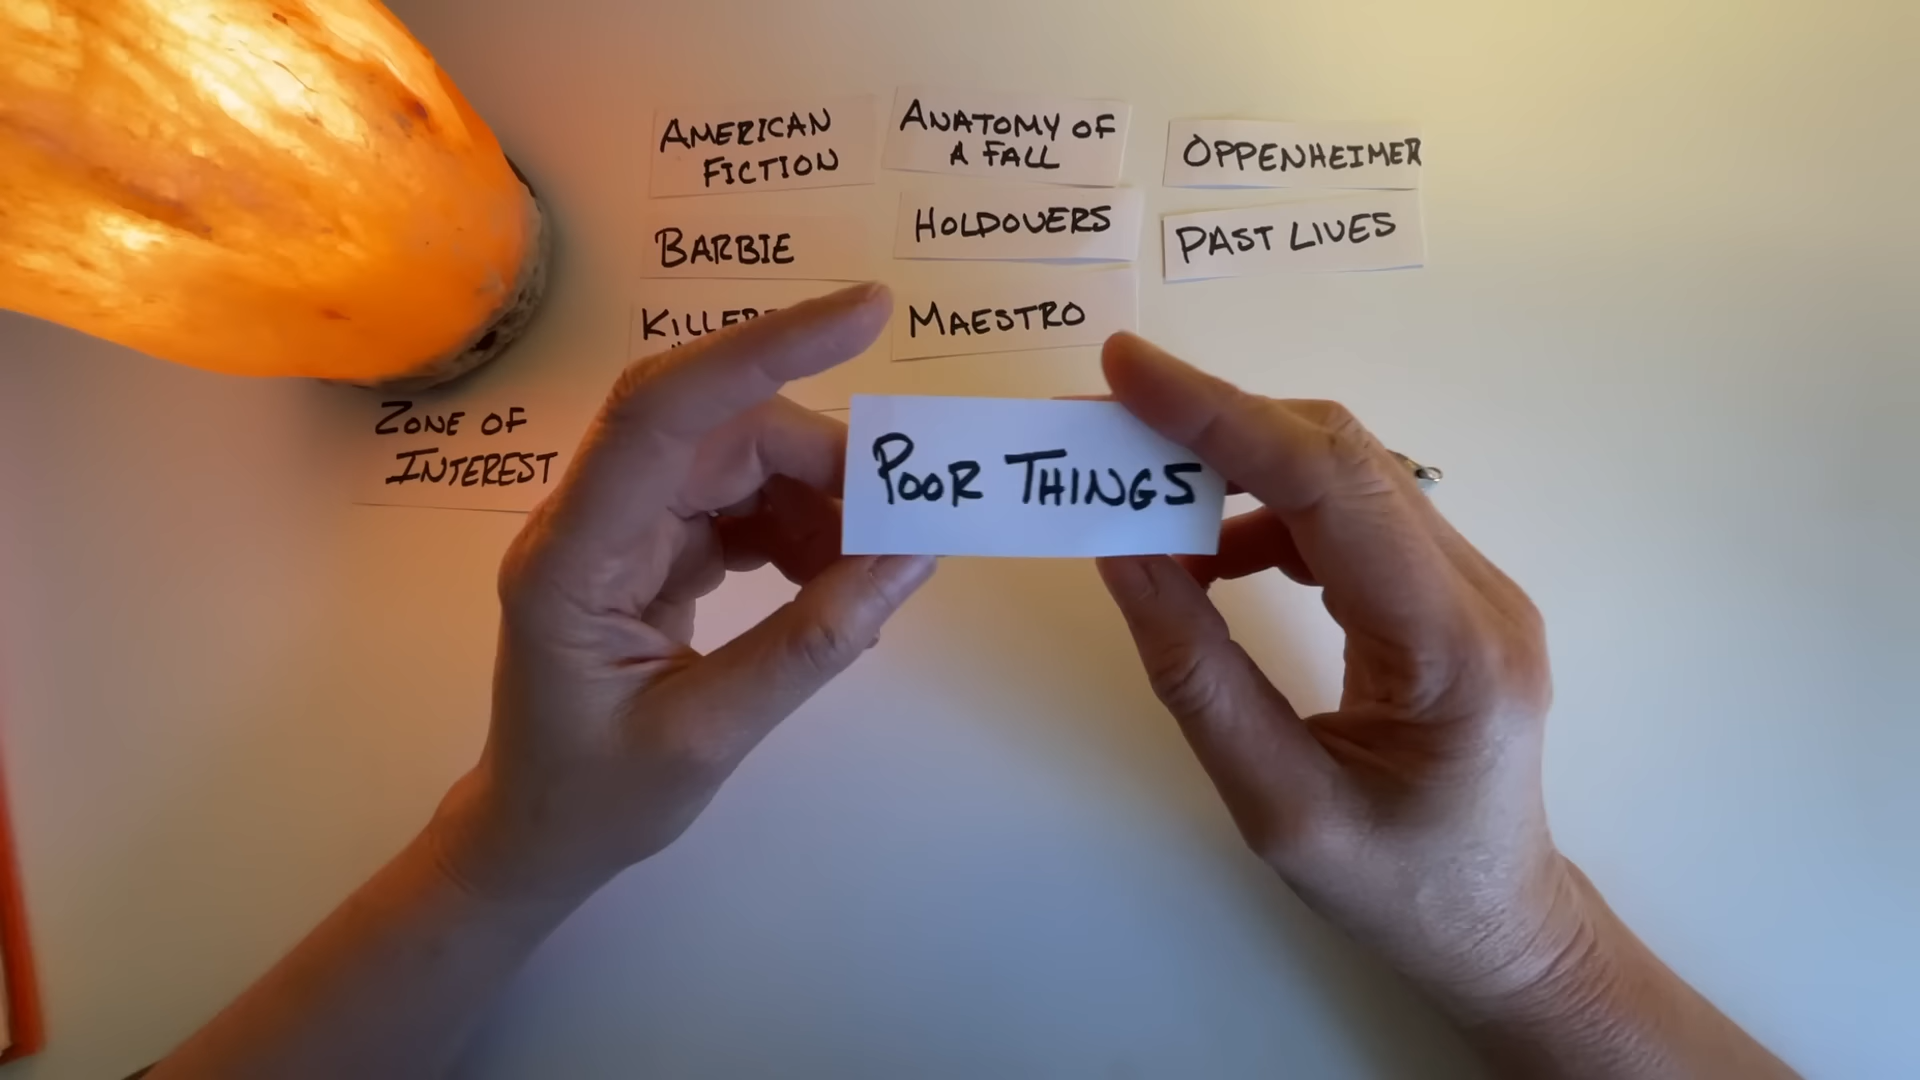 AMERICAN
FICTION
ANATOMY OF
A FALL
OPPENHEIMER
BARBIE
HOLDOVERS
PAST LIVES
MAESTRO
ZONE OF
INTEREST
POOR THINGS